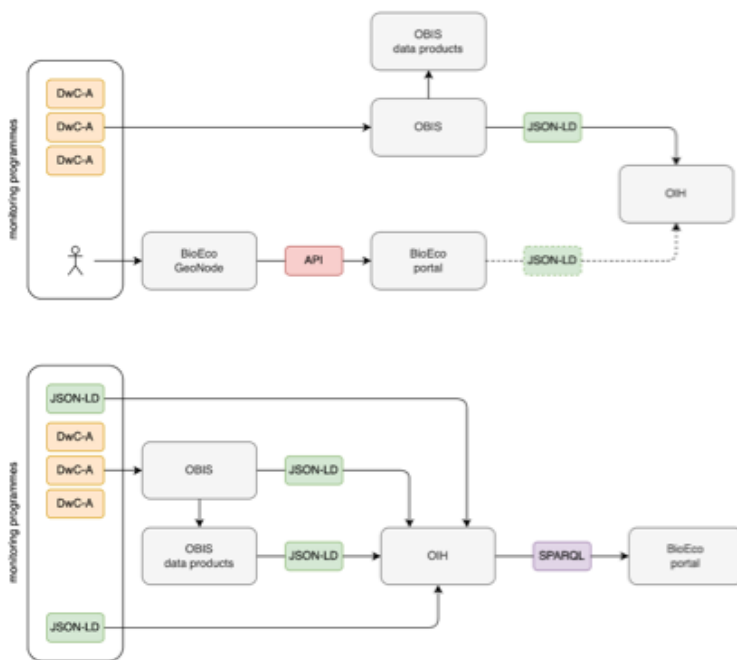 OBIS
data products
DwC-A
DwC-A
DwC-A
OBIS
JSON-LD
OIH
monitoring programmes
BioEco
GeoNode
API
BioEco
portal
JSON-LD
JSON-LD
DwC-A
DwC-A
DwC-A
OBIS
JSON-LD
OBIS
data products
JSON-LD
OIH
SPARQL
BioEco
portal
monitoring programmes
JSON-LD